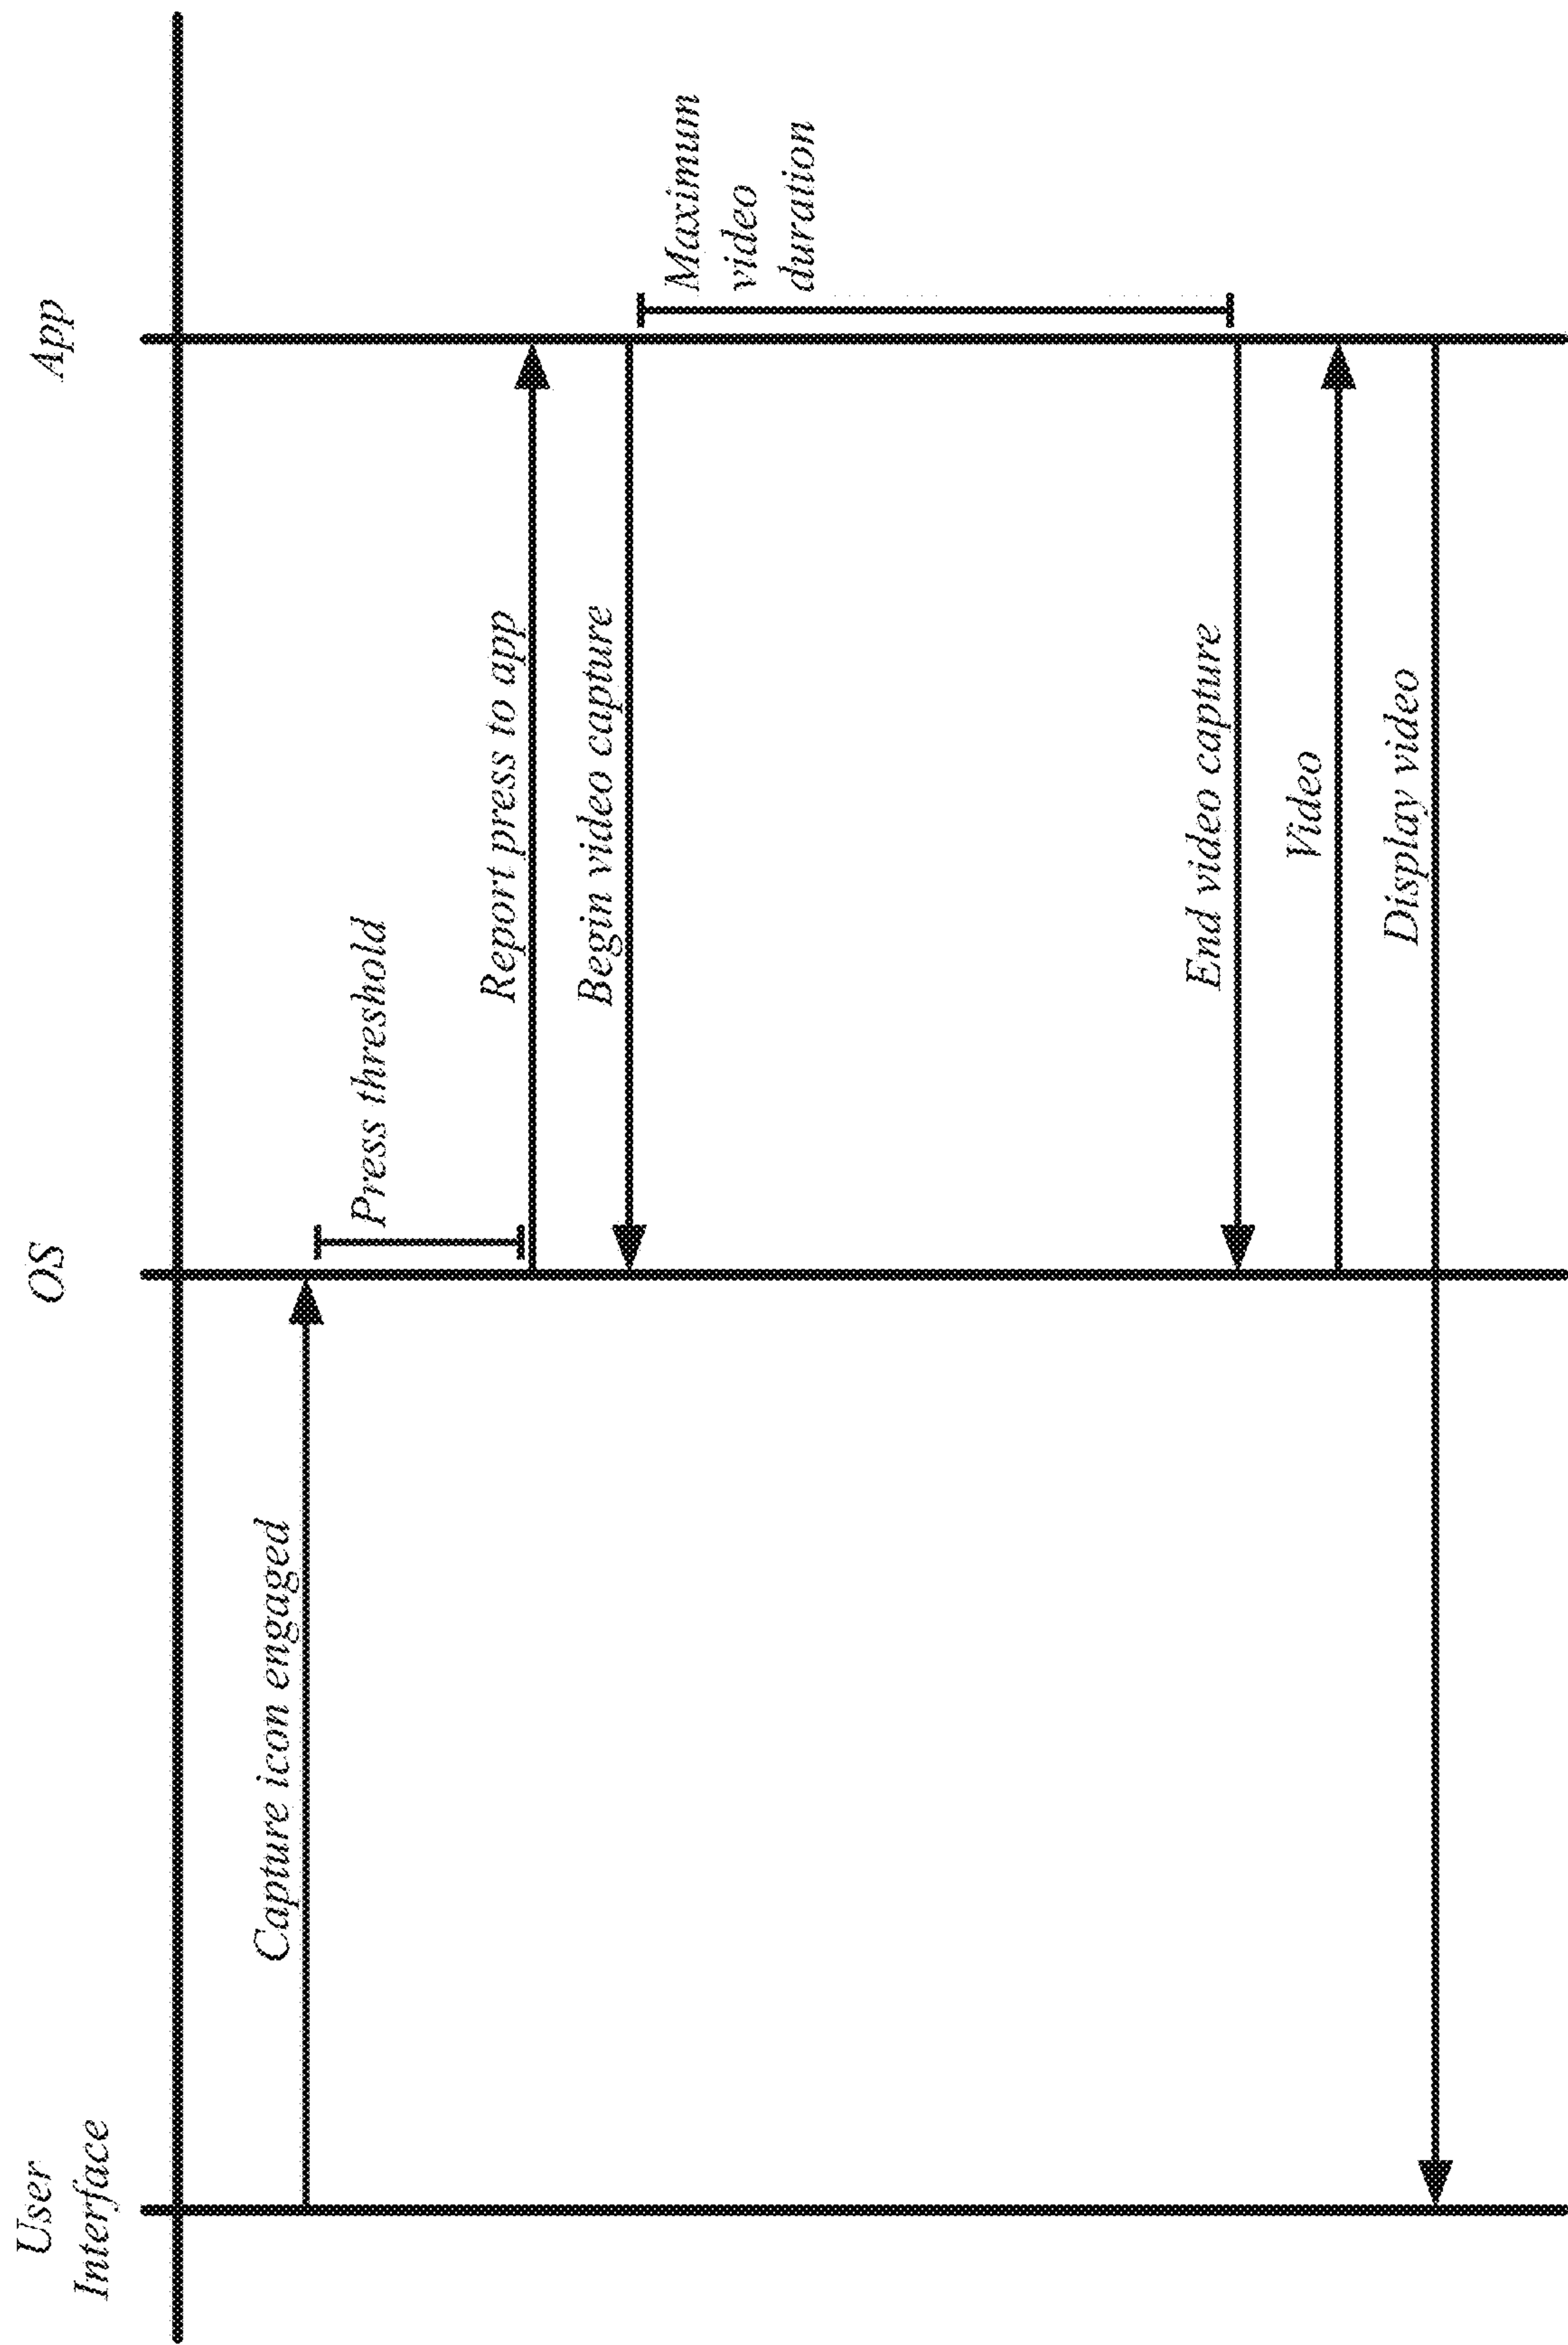 User
Interface
OS
App
Capture icon engaged
Press threshold
Report press to app
Begin video capture
Maximum
video
duration
End video capture
Video
Display video